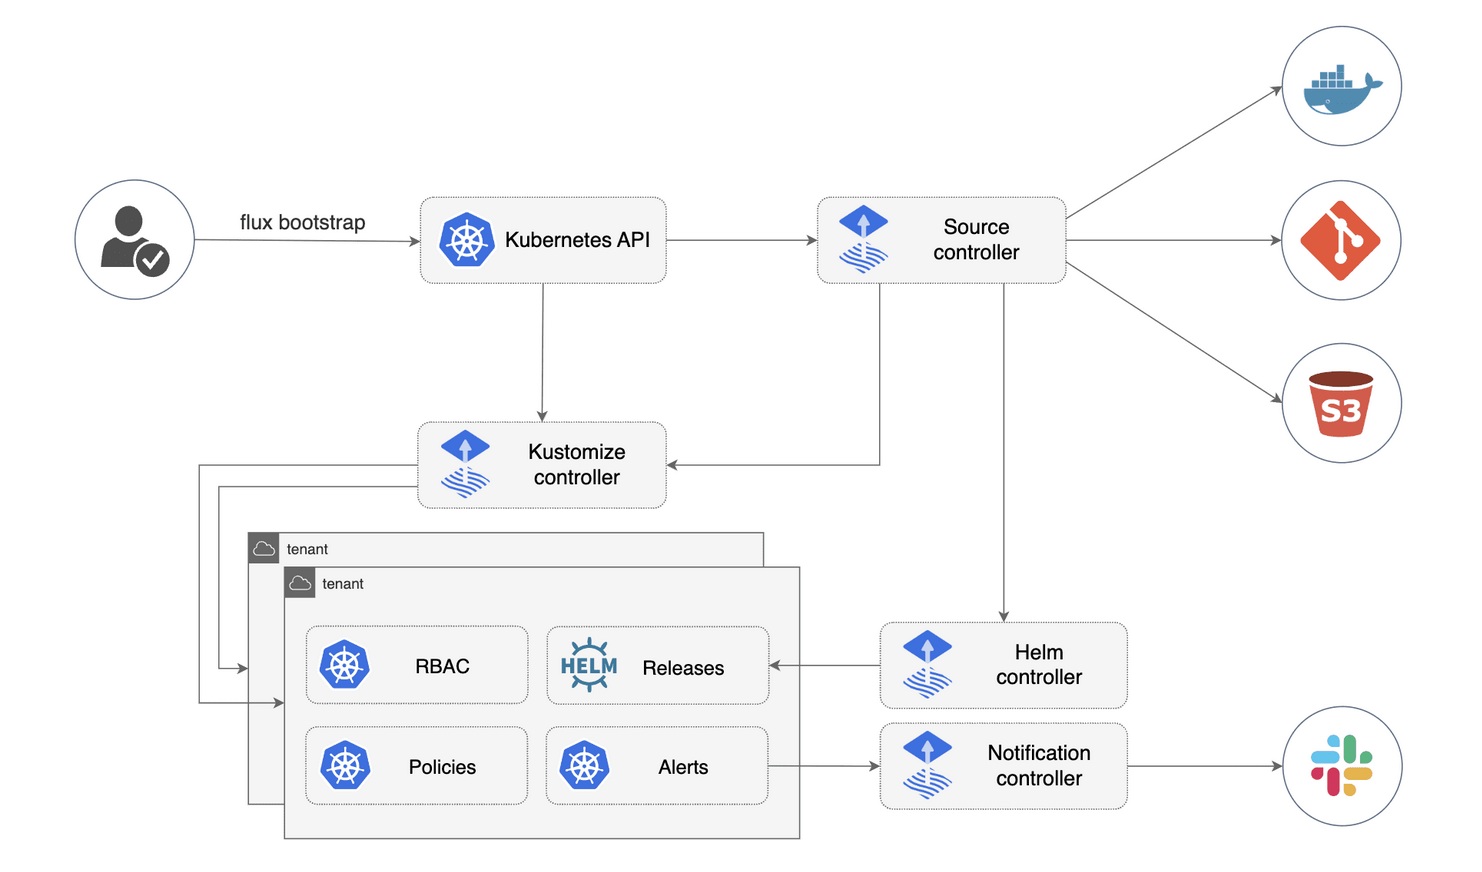 flux bootstrap
Kubernetes API
Source
controller
S3
Kustomize
controller
tenant
tenant
RBAC
HELM
Releases
Helm
controller
Policies
Alerts
Notification
controller